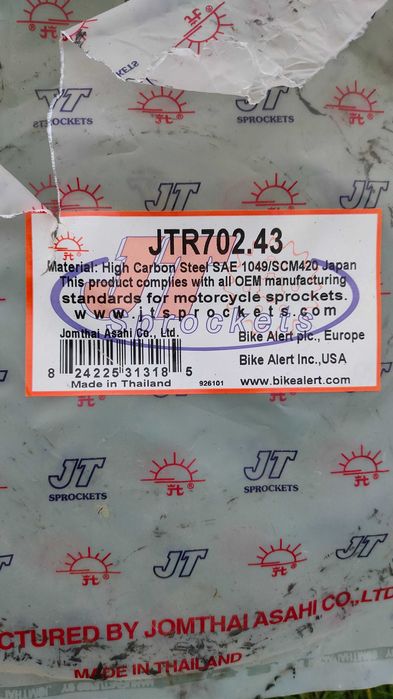 JT
SPROCKETS
JT
SPROCKETS
JT
JT
JTR702.43
Material: High Carbon Steel SAE 1049/SCM420 Japan
This product complies with all OEM manufacturing
standards for motorcycle sprockets.
www.jtsprockets.com
JT
Sprockets
Jomthai Asahi Co., Ltd.
Bike Alert plc., Europe
Bike Alert Inc.,USA
8 24225 31318 5
Made in Thailand
926101
www.bikealert.com
JT
SPROCKETS
JT
SPROCKETS
JT
JT
CTURED BY JOMTHAI ASAHI CO.,LTD
MADE IN THAILAND